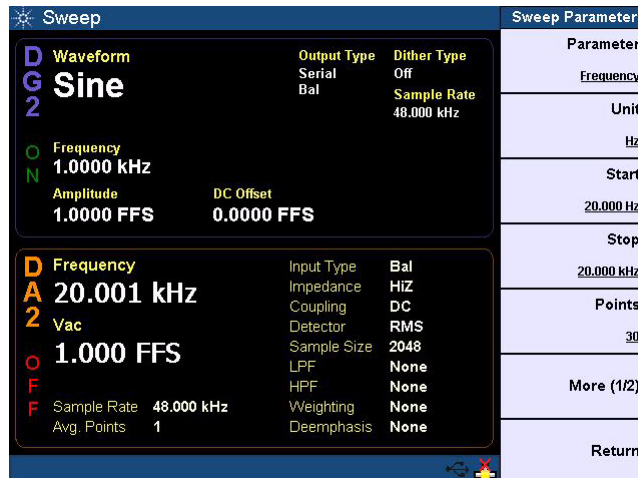 Sweep
Sweep Parameter
DG2
ON
Waveform
Sine
Output Type
Serial
Bal
Dither Type
Off
Sample Rate
48.000 kHz
Frequency
1.0000 kHz
Amplitude
1.0000 FFS
DC Offset
0.0000 FFS
DA2
OFF
Frequency
20.001 kHz
Vac
1.000 FFS
Sample Rate 48.000 kHz
Avg. Points 1
Input Type Bal
Impedance HiZ
Coupling DC
Detector RMS
Sample Size 2048
LPF None
HPF None
Weighting None
Deemphasis None
Parameter
Frequency
Unit
Hz
Start
20.000 Hz
Stop
20.000 kHz
Points
30
More (1/2)
Return